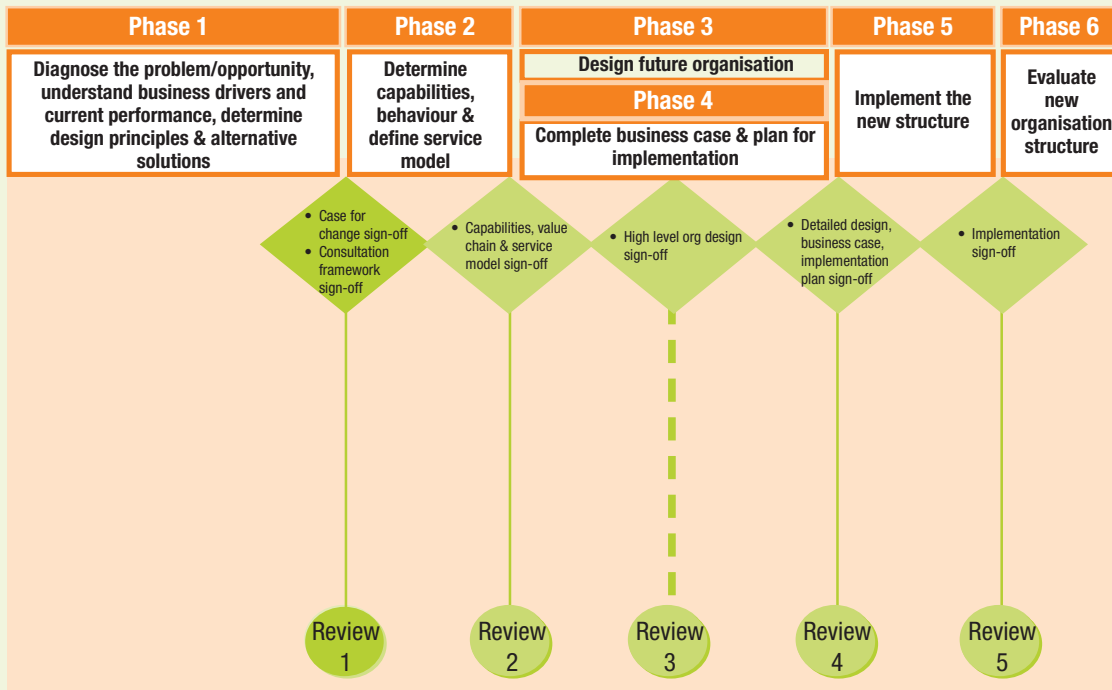 Phase 1
Phase 2
Phase 3
Phase 5
Phase 6
Diagnose the problem/opportunity,
understand business drivers and
current performance, determine
design principles & alternative
solutions
Determine
capabilities,
behaviour &
define service
model
Design future organisation
Phase 4
Complete business case & plan for
implementation
Implement the
new structure
Evaluate
new
organisation
structure
• Case for
change sign-off
• Consultation
framework
sign-off
• Capabilities, value
chain & service
model sign-off
• High level org design
sign-off
• Detailed design,
business case,
implementation
plan sign-off
• Implementation
sign-off
Review
1
Review
2
Review
3
Review
4
Review
5